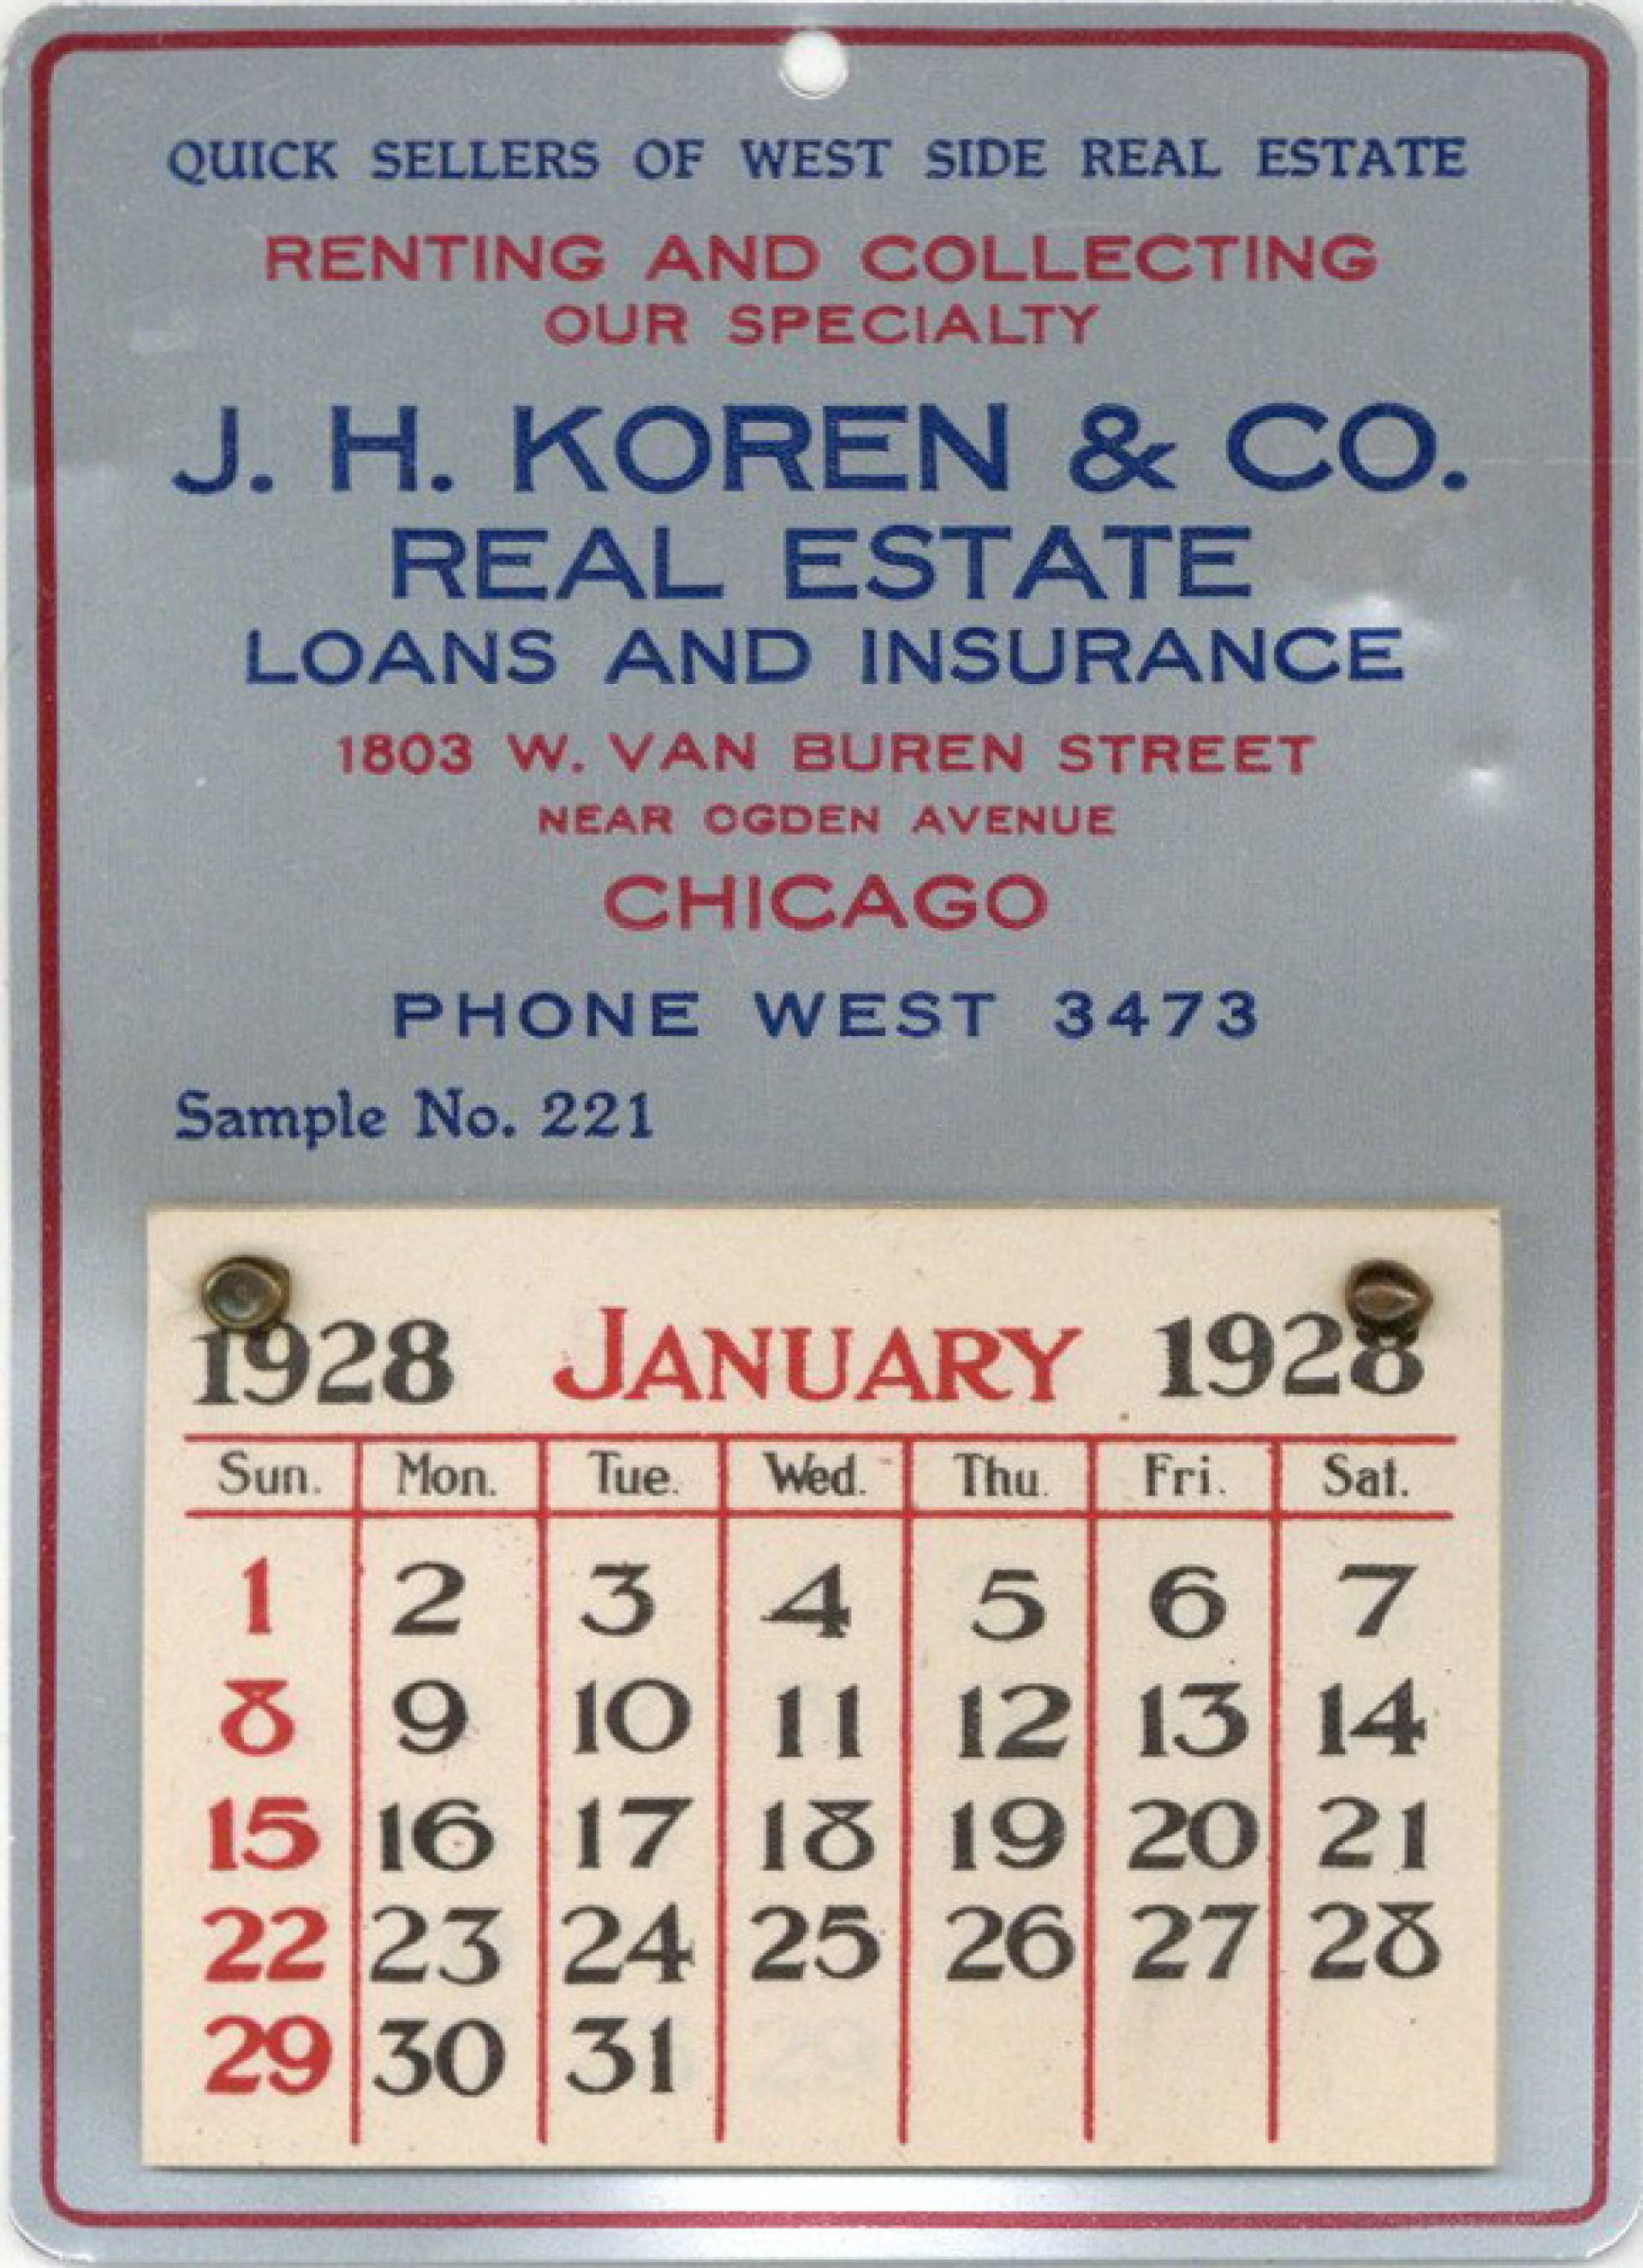 QUICK SELLERS OF WEST SIDE REAL ESTATE
RENTING AND COLLECTING
OUR SPECIALTY
J. H. KOREN & CO.
REAL ESTATE
LOANS AND INSURANCE
1803 W. VAN BUREN STREET
NEAR OGDEN AVENUE
CHICAGO
PHONE WEST 3473
Sample No. 221
1928 JANUARY 1928
Sun. Mon. Tue. Wed. Thu. Fri. Sat.
1 2 3 4 5 6 7
8 9 10 11 12 13 14
15 16 17 18 19 20 21
22 23 24 25 26 27 28
29 30 31